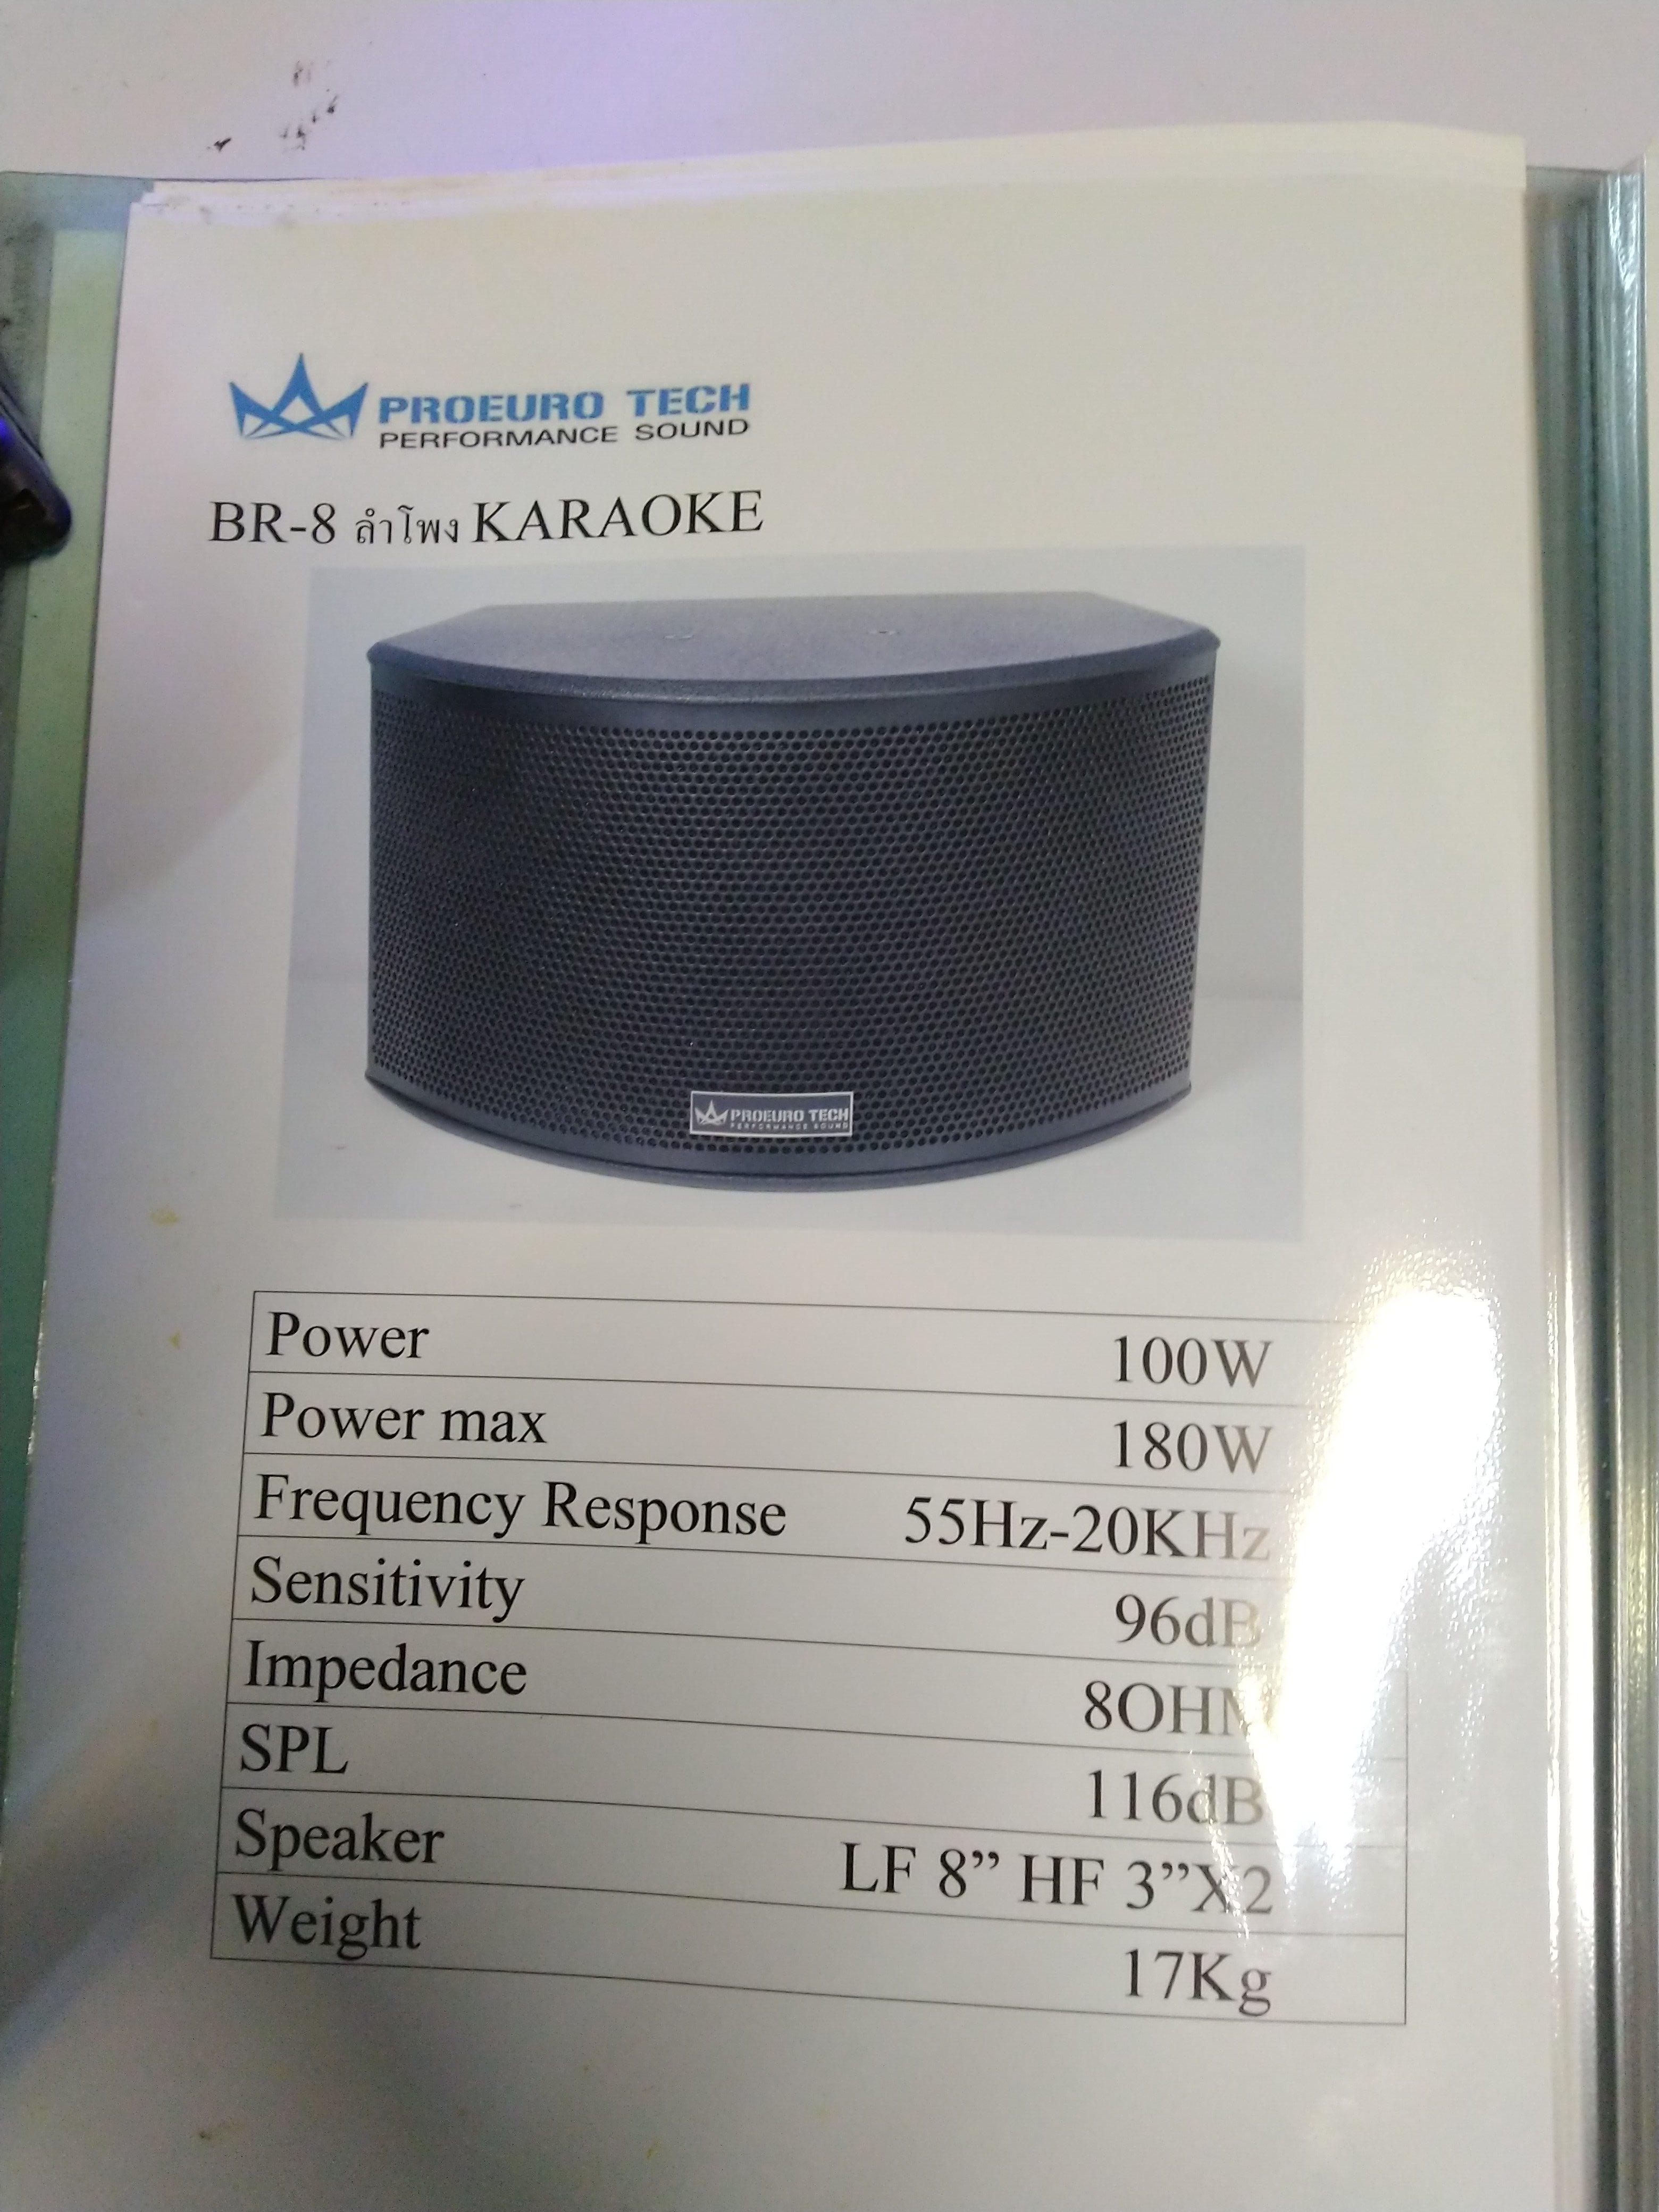 PROEURO TECH
PERFORMANCE SOUND
BR-8 ลำโพง KARAOKE
PROEURO TECH
PERFORMANCE SOUND
Power 100W
Power max 180W
Frequency Response 55Hz-20KHz
Sensitivity 96dB
Impedance 8OHM
SPL 116dB
Speaker LF 8” HF 3”X2
Weight 17Kg